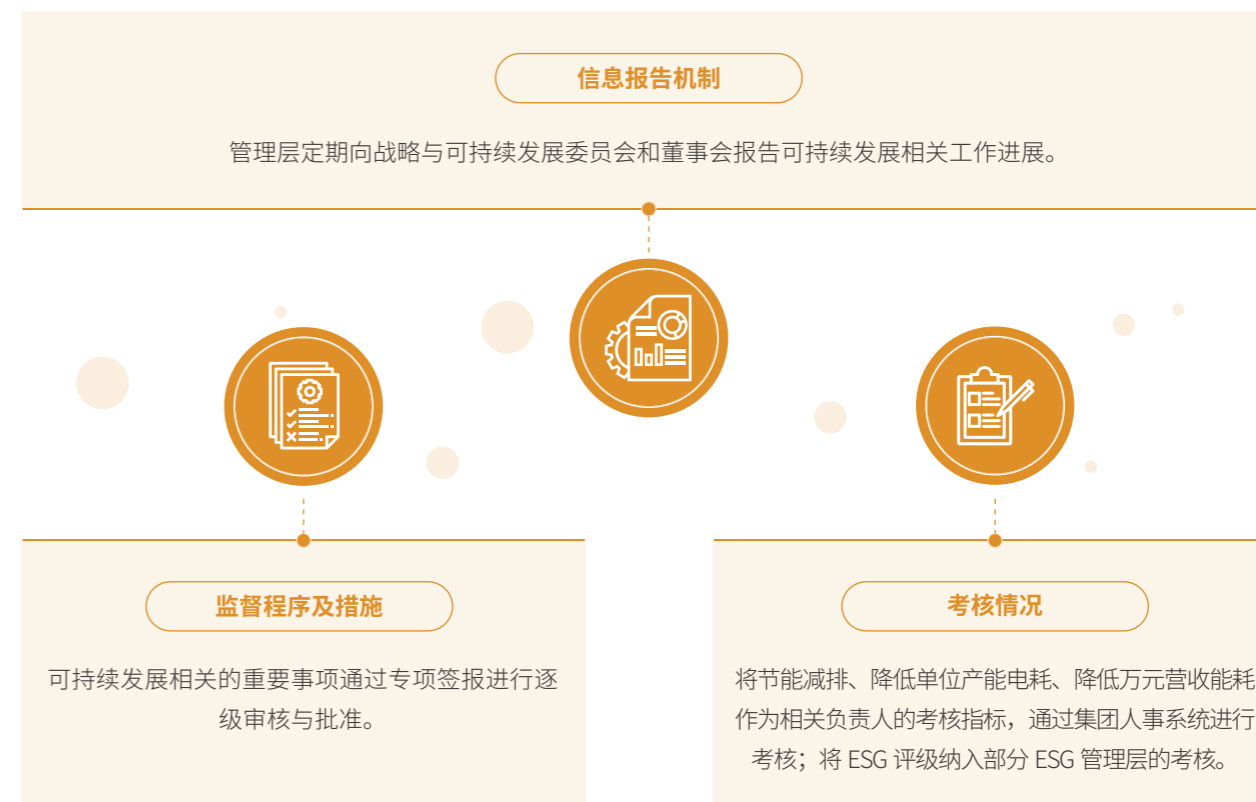 信息报告机制
管理层定期向战略与可持续发展委员会和董事会报告可持续发展相关工作进展。
监督程序及措施
可持续发展相关的重要事项通过专项签报进行逐
级审核与批准。
考核情况
将节能减排、降低单位产能电耗、降低万元营收能耗
作为相关负责人的考核指标，通过集团人事系统进行
考核；将 ESG 评级纳入部分 ESG 管理层的考核。